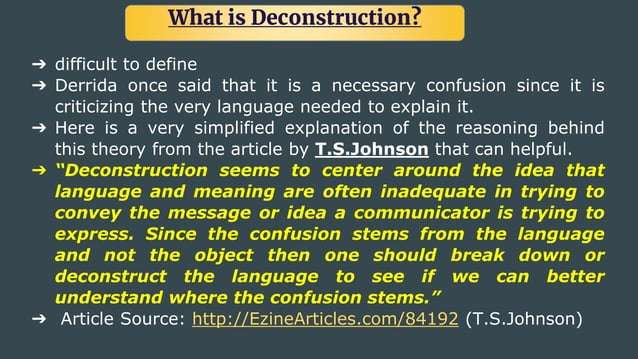 What is Deconstruction?
➔ difficult to define
➔ Derrida once said that it is a necessary confusion since it is
criticizing the very language needed to explain it.
➔ Here is a very simplified explanation of the reasoning behind
this theory from the article by T.S.Johnson that can helpful.
➔ “Deconstruction seems to center around the idea that
language and meaning are often inadequate in trying to
convey the message or idea a communicator is trying to
express. Since the confusion stems from the language
and not the object then one should break down or
deconstruct the language to see if we can better
understand where the confusion stems.”
➔ Article Source: http://EzineArticles.com/84192 (T.S.Johnson)